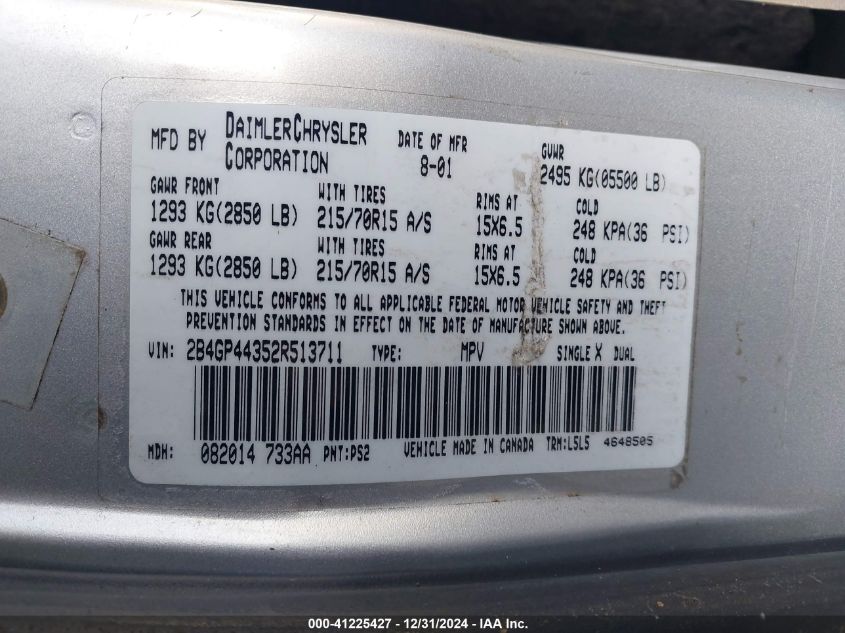 MFD BY DAIMLERCHRYSLER CORPORATION DATE OF MFR 8-01 GVWR 2495 KG(05500 LB)
GAWR FRONT WITH TIRES RIMS AT COLD
1293 KG(2850 LB) 215/70R15 A/S 15X6.5 248 KPA(36 PSI)
GAWR REAR WITH TIRES RIMS AT COLD
1293 KG(2850 LB) 215/70R15 A/S 15X6.5 248 KPA(36 PSI)
THIS VEHICLE CONFORMS TO ALL APPLICABLE FEDERAL MOTOR VEHICLE SAFETY AND THEFT
PREVENTION STANDARDS IN EFFECT ON THE DATE OF MANUFACTURE SHOWN ABOVE.
VIN: 2B4GP44352R513711 TYPE: MPV SINGLE X DUAL
MDH: 082014 733AA PNT:PS2 VEHICLE MADE IN CANADA TRM:L5L5 4648505
000-41225427 - 12/31/2024 - IAA Inc.